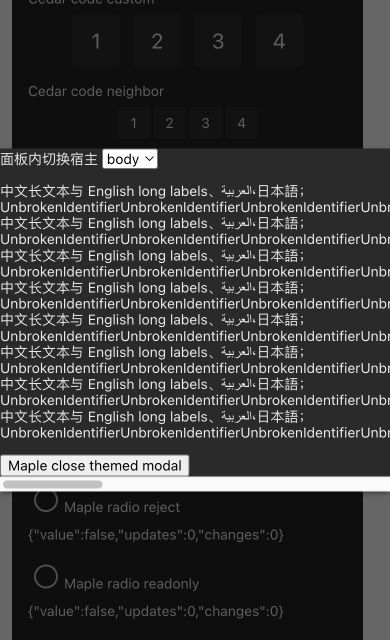 Cedar code custom
1 2 3 4
Cedar code neighbor
1 2 3 4
面板内切换宿主 body
中文长文本与 English long labels、العربية،日本語；
UnbrokenIdentifierUnbrokenIdentifierUnbrokenIdentifierUnbr
中文长文本与 English long labels、العربية،日本語；
UnbrokenIdentifierUnbrokenIdentifierUnbrokenIdentifierUnbr
中文长文本与 English long labels、العربية،日本語；
UnbrokenIdentifierUnbrokenIdentifierUnbrokenIdentifierUnbr
中文长文本与 English long labels、العربية،日本語；
UnbrokenIdentifierUnbrokenIdentifierUnbrokenIdentifierUnbr
中文长文本与 English long labels、العربية،日本語；
UnbrokenIdentifierUnbrokenIdentifierUnbrokenIdentifierUnbr
中文长文本与 English long labels、العربية،日本語；
UnbrokenIdentifierUnbrokenIdentifierUnbrokenIdentifierUnbr
中文长文本与 English long labels、العربية،日本語；
UnbrokenIdentifierUnbrokenIdentifierUnbrokenIdentifierUnbr
中文长文本与 English long labels、العربية،日本語；
UnbrokenIdentifierUnbrokenIdentifierUnbrokenIdentifierUnbr
Maple close themed modal
Maple radio reject
{"value":false,"updates":0,"changes":0}
Maple radio readonly
{"value":false,"updates":0,"changes":0}